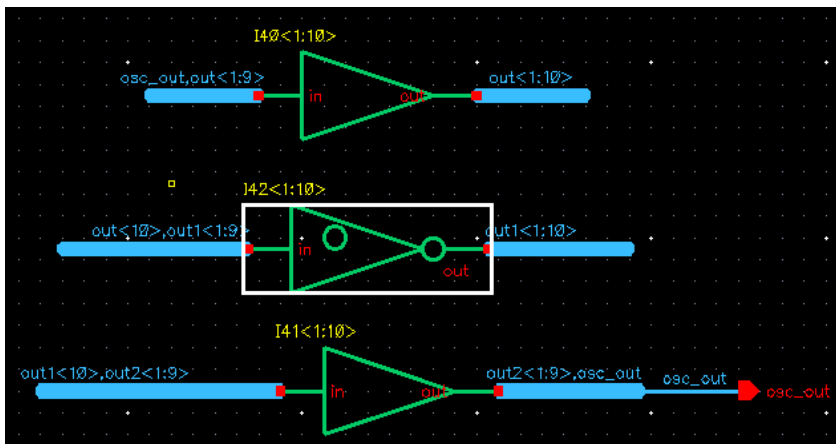 I40<1:10>
osc_out,out<1:9>
out<1:10>
in
out
I42<1:10>
out<10>,out1<1:9>
out1<1:10>
in
out
I41<1:10>
out1<10>,out2<1:9>
out2<1:9>,osc_out
osc_out
in
out
osc_out